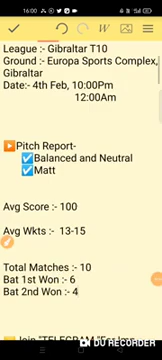 16:00
League :- Gibraltar T10
Ground :- Europa Sports Complex,
Gibraltar
Date:- 4th Feb, 10:00Pm
12:00Am
▶️Pitch Report-
☑️Balanced and Neutral
☑️Matt
Avg Score :- 100
Avg Wkts :- 13-15
Total Matches :- 10
Bat 1st Won :- 6
Bat 2nd Won :- 4
Join "TELEGRAM
DU RECORDER